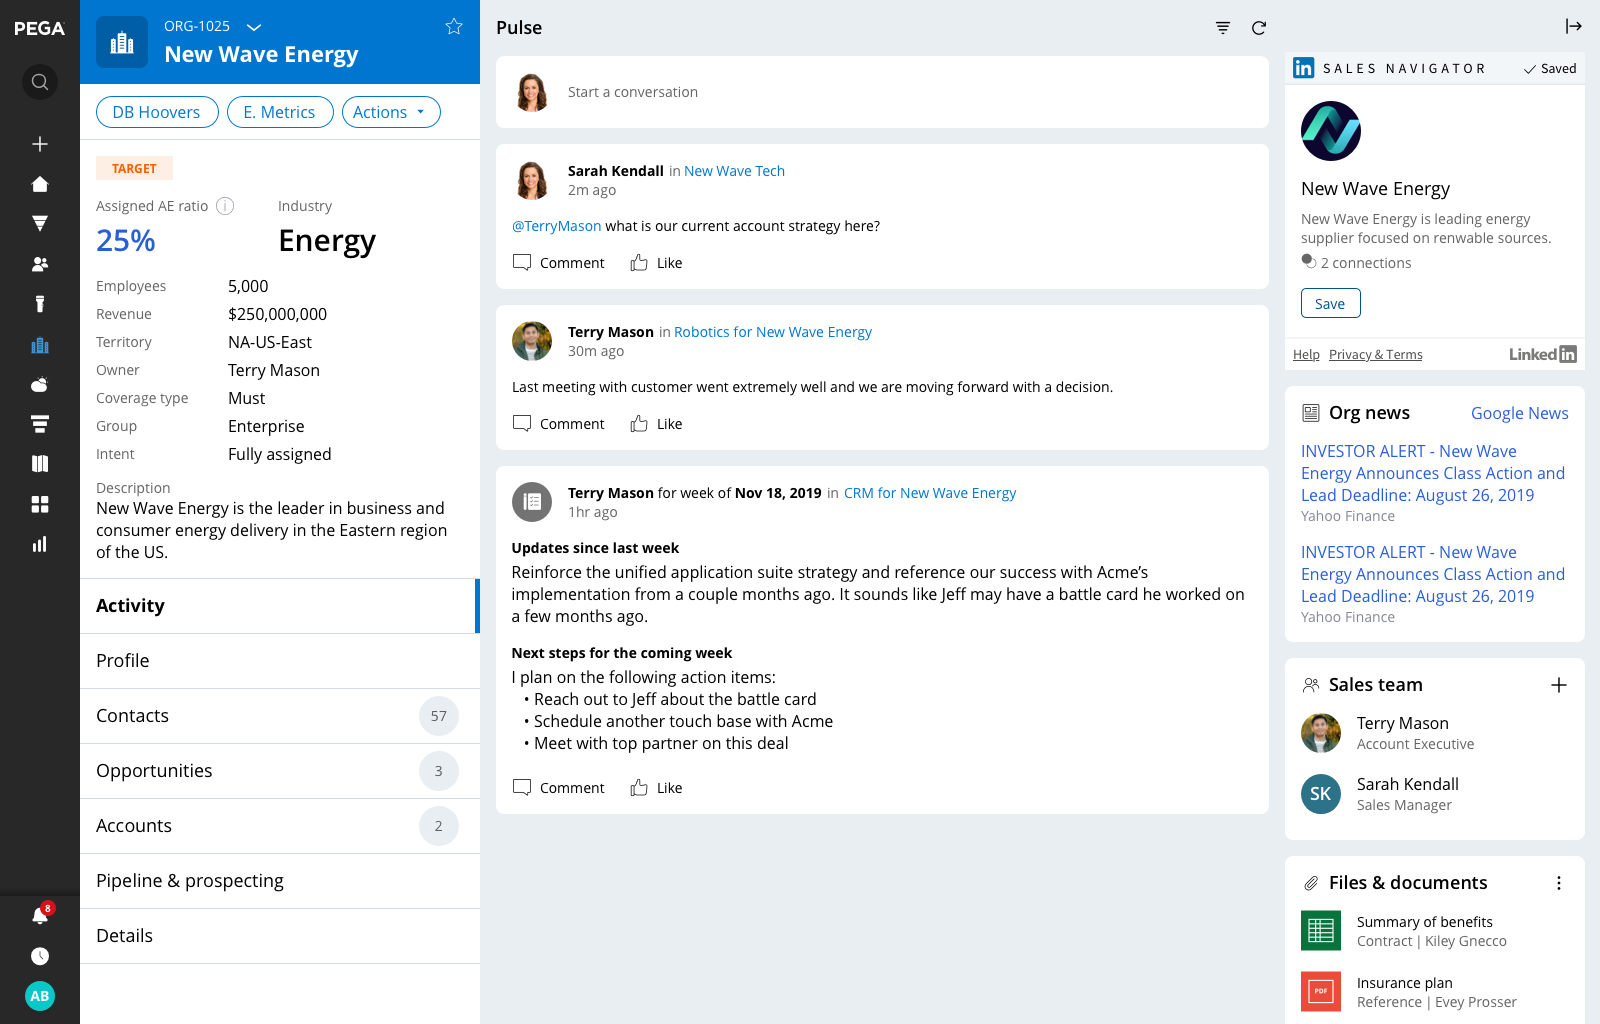 PEGA
8
AB
ORG-1025
New Wave Energy
DB Hoovers
E. Metrics
Actions
TARGET
Assigned AE ratio
25%
Industry
Energy
Employees 5,000
Revenue $250,000,000
Territory NA-US-East
Owner Terry Mason
Coverage type Must
Group Enterprise
Intent Fully assigned
Description
New Wave Energy is the leader in business and
consumer energy delivery in the Eastern region
of the US.
Activity
Profile
Contacts 57
Opportunities 3
Accounts 2
Pipeline & prospecting
Details
Pulse
Start a conversation
Sarah Kendall in New Wave Tech
2m ago
@TerryMason what is our current account strategy here?
Comment Like
Terry Mason in Robotics for New Wave Energy
30m ago
Last meeting with customer went extremely well and we are moving forward with a decision.
Comment Like
Terry Mason for week of Nov 18, 2019 in CRM for New Wave Energy
1hr ago
Updates since last week
Reinforce the unified application suite strategy and reference our success with Acme’s
implementation from a couple months ago. It sounds like Jeff may have a battle card he worked on
a few months ago.
Next steps for the coming week
I plan on the following action items:
• Reach out to Jeff about the battle card
• Schedule another touch base with Acme
• Meet with top partner on this deal
Comment Like
in SALES NAVIGATOR Saved
New Wave Energy
New Wave Energy is leading energy
supplier focused on renwable sources.
2 connections
Save
Help Privacy & Terms Linked in
Org news Google News
INVESTOR ALERT - New Wave
Energy Announces Class Action and
Lead Deadline: August 26, 2019
Yahoo Finance
INVESTOR ALERT - New Wave
Energy Announces Class Action and
Lead Deadline: August 26, 2019
Yahoo Finance
Sales team
Terry Mason
Account Executive
SK
Sarah Kendall
Sales Manager
Files & documents
Summary of benefits
Contract | Kiley Gnecco
PDF
Insurance plan
Reference | Evey Prosser